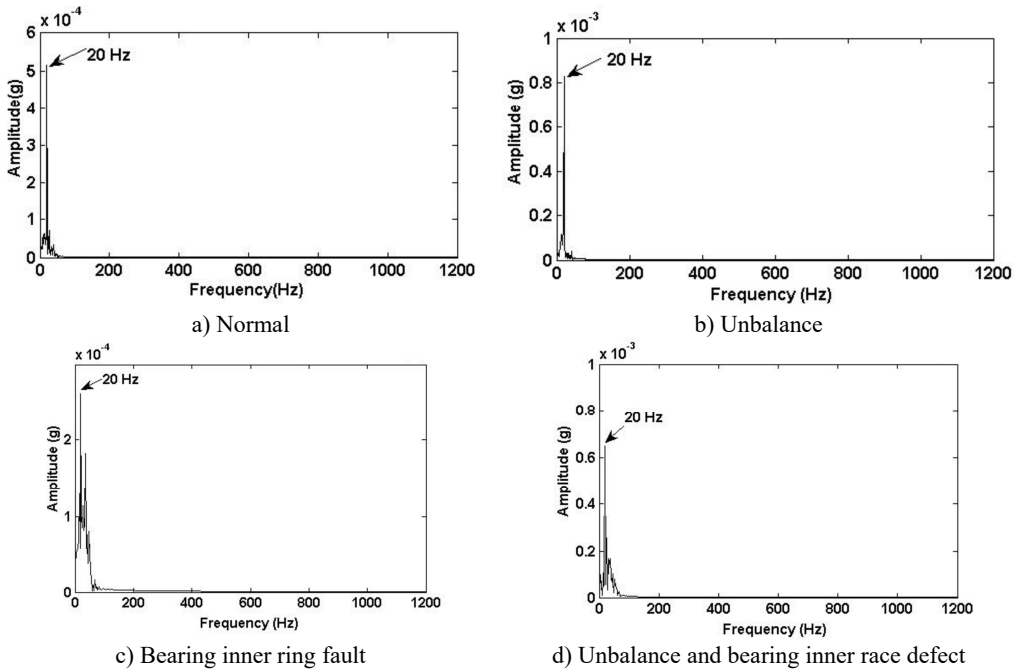 x 10⁻⁴
6
5
4
3
2
1
0
20 Hz
Amplitude(g)
0 200 400 600 800 1000 1200
Frequency(Hz)
a) Normal
x 10⁻³
1
0.8
0.6
0.4
0.2
0
20 Hz
Amplitude (g)
0 200 400 600 800 1000 1200
Frequency (Hz)
b) Unbalance
x 10⁻⁴
2
1
0
20 Hz
Amplitude (g)
0 200 400 600 800 1000 1200
Frequency (Hz)
c) Bearing inner ring fault
x 10⁻³
1
0.8
0.6
0.4
0.2
0
20 Hz
Amplitude (g)
0 200 400 600 800 1000 1200
Frequency (Hz)
d) Unbalance and bearing inner race defect